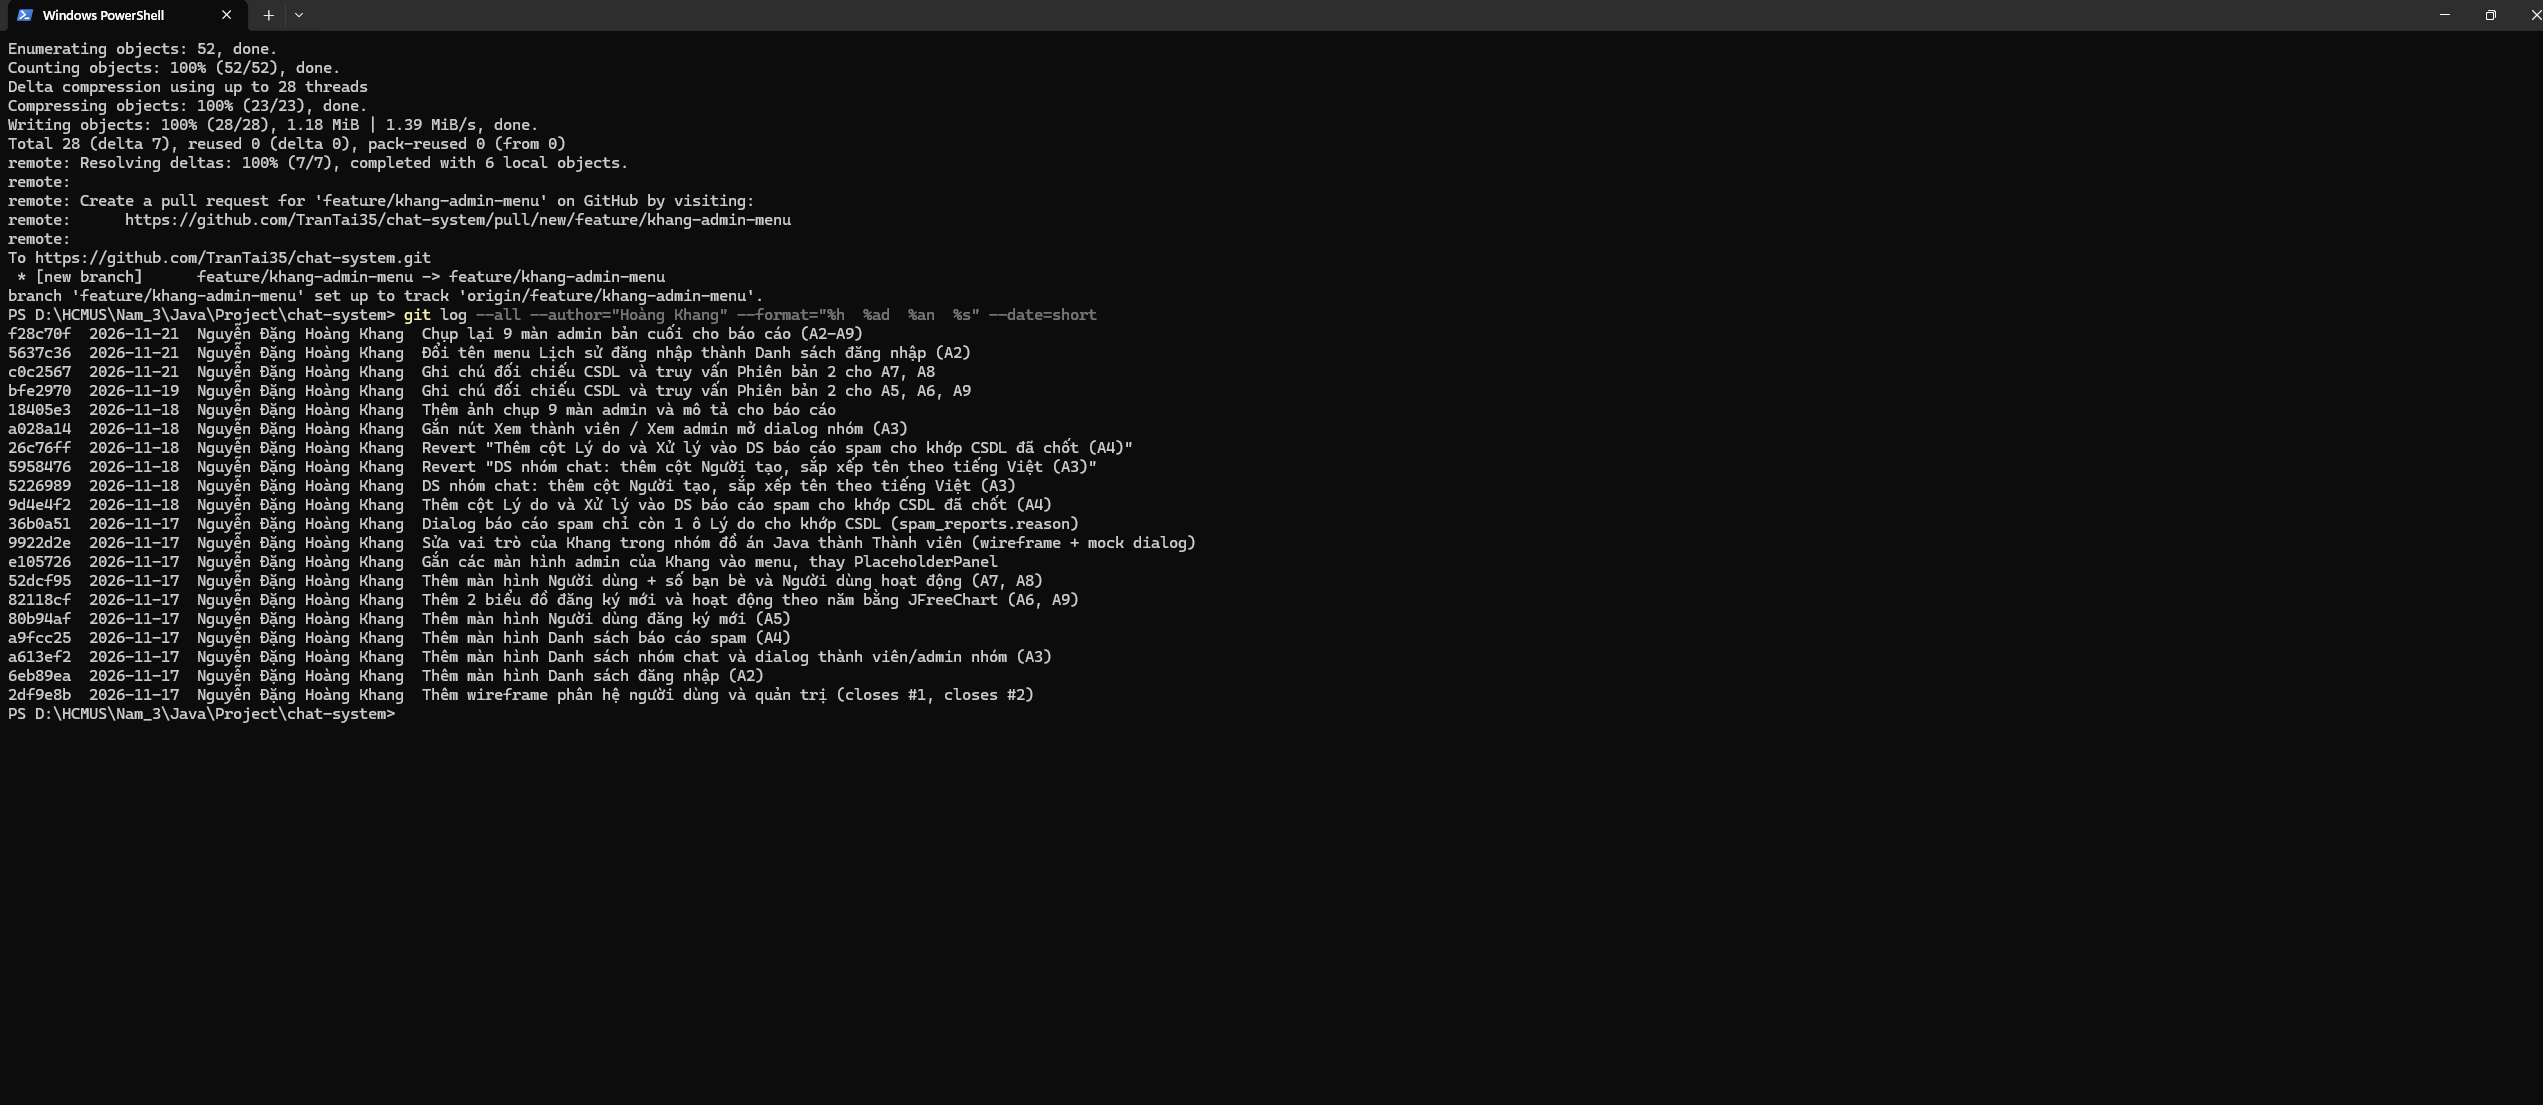 Windows PowerShell
Enumerating objects: 52, done.
Counting objects: 100% (52/52), done.
Delta compression using up to 28 threads
Compressing objects: 100% (23/23), done.
Writing objects: 100% (28/28), 1.18 MiB | 1.39 MiB/s, done.
Total 28 (delta 7), reused 0 (delta 0), pack-reused 0 (from 0)
remote: Resolving deltas: 100% (7/7), completed with 6 local objects.
remote:
remote: Create a pull request for 'feature/khang-admin-menu' on GitHub by visiting:
remote:      https://github.com/TranTai35/chat-system/pull/new/feature/khang-admin-menu
remote:
To https://github.com/TranTai35/chat-system.git
 * [new branch]      feature/khang-admin-menu -> feature/khang-admin-menu
branch 'feature/khang-admin-menu' set up to track 'origin/feature/khang-admin-menu'.
PS D:\HCMUS\Nam_3\Java\Project\chat-system> git log --all --author="Hoàng Khang" --format="%h  %ad  %an  %s" --date=short
f28c70f  2026-11-21  Nguyễn Đặng Hoàng Khang  Chụp lại 9 màn admin bản cuối cho báo cáo (A2-A9)
5637c36  2026-11-21  Nguyễn Đặng Hoàng Khang  Đổi tên menu Lịch sử đăng nhập thành Danh sách đăng nhập (A2)
c0c2567  2026-11-21  Nguyễn Đặng Hoàng Khang  Ghi chú đối chiếu CSDL và truy vấn Phiên bản 2 cho A7, A8
bfe2970  2026-11-19  Nguyễn Đặng Hoàng Khang  Ghi chú đối chiếu CSDL và truy vấn Phiên bản 2 cho A5, A6, A9
18405e3  2026-11-18  Nguyễn Đặng Hoàng Khang  Thêm ảnh chụp 9 màn admin và mô tả cho báo cáo
a028a14  2026-11-18  Nguyễn Đặng Hoàng Khang  Gắn nút Xem thành viên / Xem admin mở dialog nhóm (A3)
26c76ff  2026-11-18  Nguyễn Đặng Hoàng Khang  Revert "Thêm cột Lý do và Xử lý vào DS báo cáo spam cho khớp CSDL đã chốt (A4)"
5958476  2026-11-18  Nguyễn Đặng Hoàng Khang  Revert "DS nhóm chat: thêm cột Người tạo, sắp xếp tên theo tiếng Việt (A3)"
5226989  2026-11-18  Nguyễn Đặng Hoàng Khang  DS nhóm chat: thêm cột Người tạo, sắp xếp tên theo tiếng Việt (A3)
9d4e4f2  2026-11-18  Nguyễn Đặng Hoàng Khang  Thêm cột Lý do và Xử lý vào DS báo cáo spam cho khớp CSDL đã chốt (A4)
36b0a51  2026-11-17  Nguyễn Đặng Hoàng Khang  Dialog báo cáo spam chỉ còn 1 ô Lý do cho khớp CSDL (spam_reports.reason)
9922d2e  2026-11-17  Nguyễn Đặng Hoàng Khang  Sửa vai trò của Khang trong nhóm đồ án Java thành Thành viên (wireframe + mock dialog)
e105726  2026-11-17  Nguyễn Đặng Hoàng Khang  Gắn các màn hình admin của Khang vào menu, thay PlaceholderPanel
52dcf95  2026-11-17  Nguyễn Đặng Hoàng Khang  Thêm màn hình Người dùng + số bạn bè và Người dùng hoạt động (A7, A8)
82118cf  2026-11-17  Nguyễn Đặng Hoàng Khang  Thêm 2 biểu đồ đăng ký mới và hoạt động theo năm bằng JFreeChart (A6, A9)
80b94af  2026-11-17  Nguyễn Đặng Hoàng Khang  Thêm màn hình Người dùng đăng ký mới (A5)
a9fcc25  2026-11-17  Nguyễn Đặng Hoàng Khang  Thêm màn hình Danh sách báo cáo spam (A4)
a613ef2  2026-11-17  Nguyễn Đặng Hoàng Khang  Thêm màn hình Danh sách nhóm chat và dialog thành viên/admin nhóm (A3)
6eb89ea  2026-11-17  Nguyễn Đặng Hoàng Khang  Thêm màn hình Danh sách đăng nhập (A2)
2df9e8b  2026-11-17  Nguyễn Đặng Hoàng Khang  Thêm wireframe phân hệ người dùng và quản trị (closes #1, closes #2)
PS D:\HCMUS\Nam_3\Java\Project\chat-system>